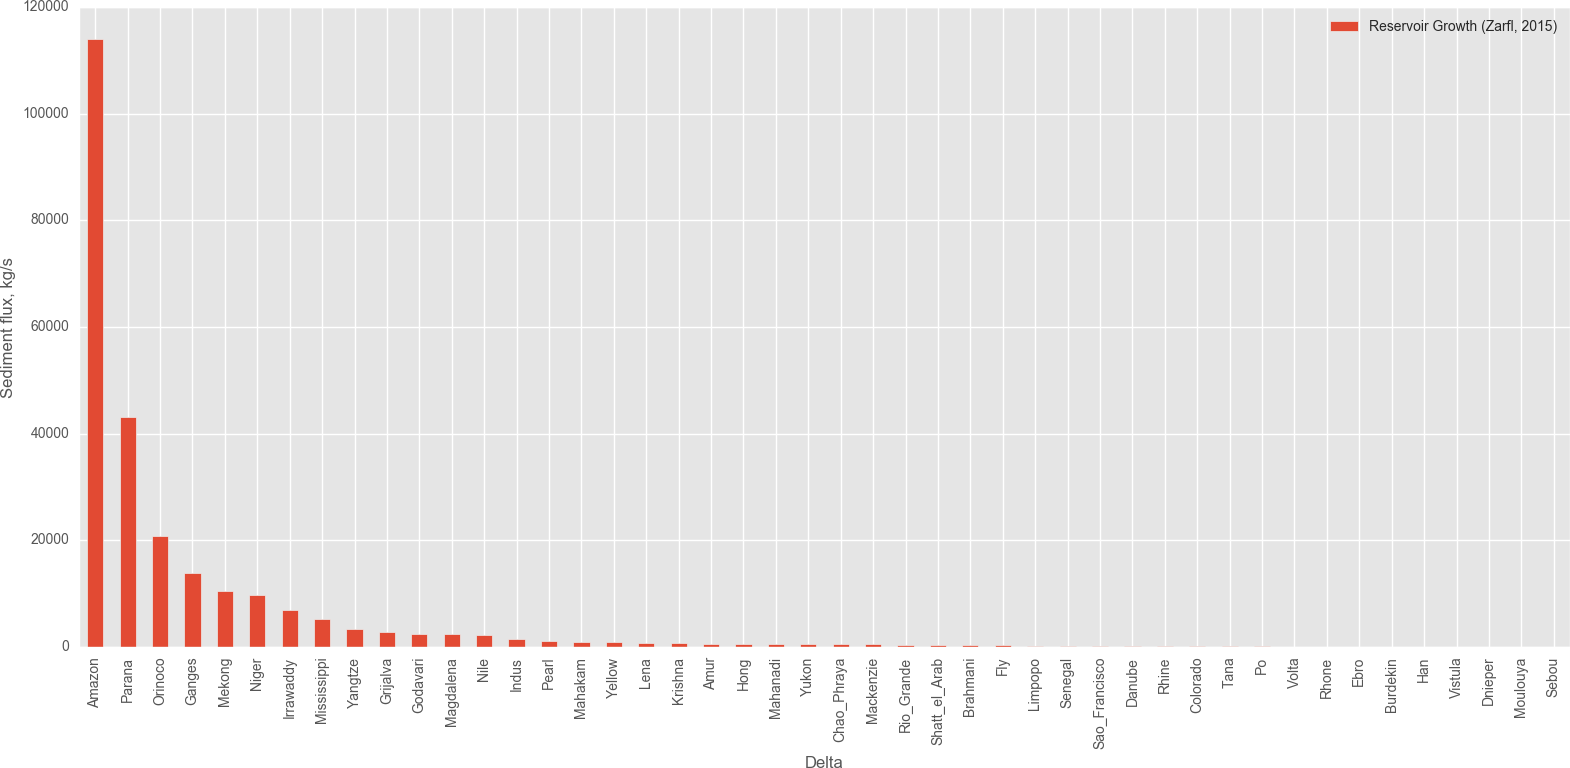 120000
100000
80000
60000
40000
20000
0
Sediment flux, kg/s
Reservoir Growth (Zarfl, 2015)
Amazon
Parana
Orinoco
Ganges
Mekong
Niger
Irrawaddy
Mississippi
Yangtze
Grijalva
Godavari
Magdalena
Nile
Indus
Pearl
Mahakam
Yellow
Lena
Krishna
Amur
Hong
Mahanadi
Yukon
Chao_Phraya
Mackenzie
Rio_Grande
Shatt_el_Arab
Brahmani
Fly
Limpopo
Senegal
Sao_Francisco
Danube
Rhine
Colorado
Tana
Po
Volta
Rhone
Ebro
Burdekin
Han
Vistula
Dnieper
Moulouya
Sebou
Delta